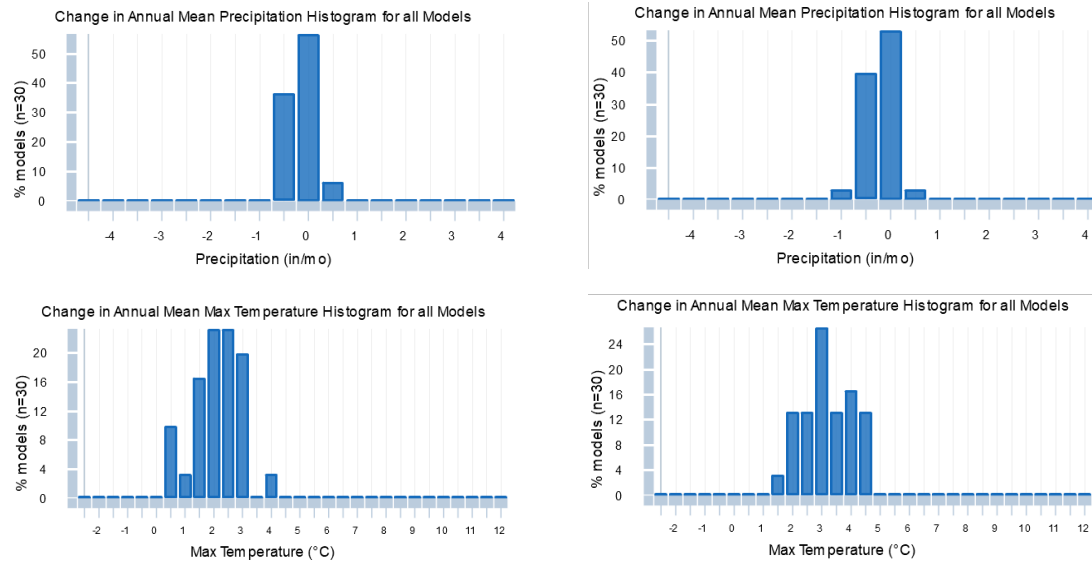 Change in Annual Mean Precipitation Histogram for all Models
% models (n=30)
50
40
30
20
10
0
-4 -3 -2 -1 0 1 2 3 4
Precipitation (in/mo)
Change in Annual Mean Precipitation Histogram for all Models
% models (n=30)
50
40
30
20
10
0
-4 -3 -2 -1 0 1 2 3 4
Precipitation (in/mo)
Change in Annual Mean Max Temperature Histogram for all Models
% models (n=30)
20
16
12
8
4
0
-2 -1 0 1 2 3 4 5 6 7 8 9 10 11 12
Max Temperature (°C)
Change in Annual Mean Max Temperature Histogram for all Models
% models (n=30)
24
20
16
12
8
4
0
-2 -1 0 1 2 3 4 5 6 7 8 9 10 11 12
Max Temperature (°C)